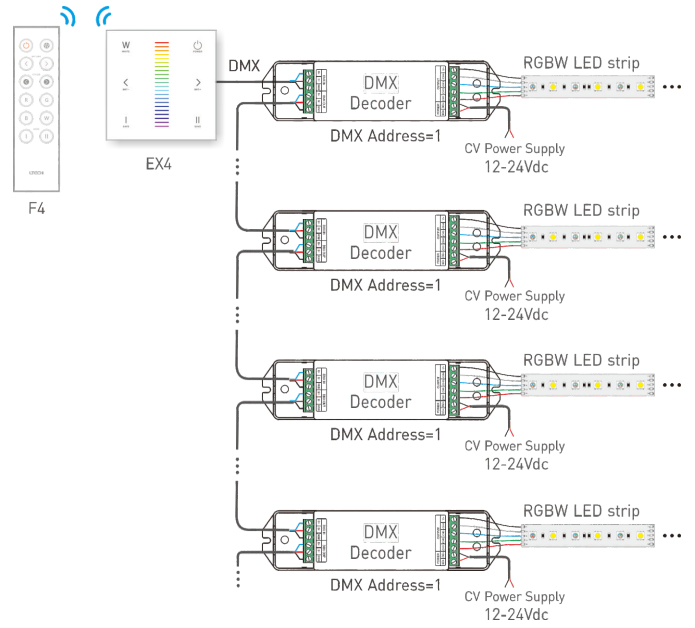 W
DMX
EX4
F4
I
II
DMX
Decoder
DMX Address=1
RGBW LED strip
CV Power Supply
12-24Vdc
DMX
Decoder
DMX Address=1
RGBW LED strip
CV Power Supply
12-24Vdc
DMX
Decoder
DMX Address=1
RGBW LED strip
CV Power Supply
12-24Vdc
DMX
Decoder
DMX Address=1
RGBW LED strip
CV Power Supply
12-24Vdc